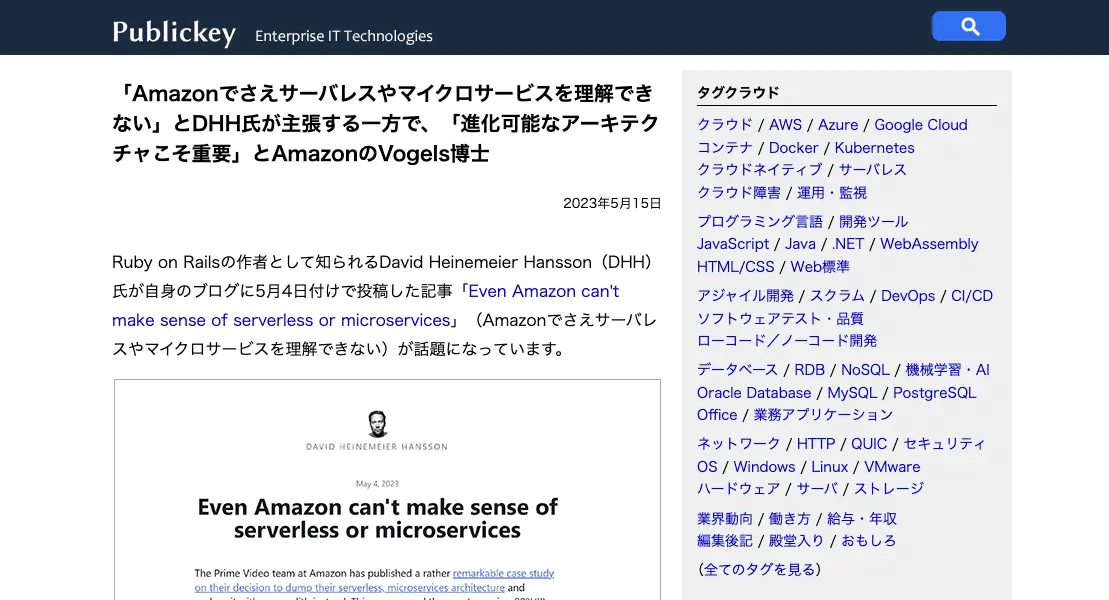 Publickey Enterprise IT Technologies
「Amazonでさえサーバレスやマイクロサービスを理解でき
ない」とDHH氏が主張する一方で、「進化可能なアーキテク
チャこそ重要」とAmazonのVogels博士
2023年5月15日
Ruby on Railsの作者として知られるDavid Heinemeier Hansson（DHH）
氏が自身のブログに5月4日付けで投稿した記事「Even Amazon can't
make sense of serverless or microservices」（Amazonでさえサーバレ
スやマイクロサービスを理解できない）が話題になっています。
DAVID HEINEMEIER HANSSON
May 4, 2023
Even Amazon can't make sense of
serverless or microservices
The Prime Video team at Amazon has published a rather remarkable case study
on their decision to dump their serverless, microservices architecture and
タグクラウド
クラウド / AWS / Azure / Google Cloud
コンテナ / Docker / Kubernetes
クラウドネイティブ / サーバレス
クラウド障害 / 運用・監視
プログラミング言語 / 開発ツール
JavaScript / Java / .NET / WebAssembly
HTML/CSS / Web標準
アジャイル開発 / スクラム / DevOps / CI/CD
ソフトウェアテスト・品質
ローコード／ノーコード開発
データベース / RDB / NoSQL / 機械学習・AI
Oracle Database / MySQL / PostgreSQL
Office / 業務アプリケーション
ネットワーク / HTTP / QUIC / セキュリティ
OS / Windows / Linux / VMware
ハードウェア / サーバ / ストレージ
業界動向 / 働き方 / 給与・年収
編集後記 / 殿堂入り / おもしろ
（全てのタグを見る）